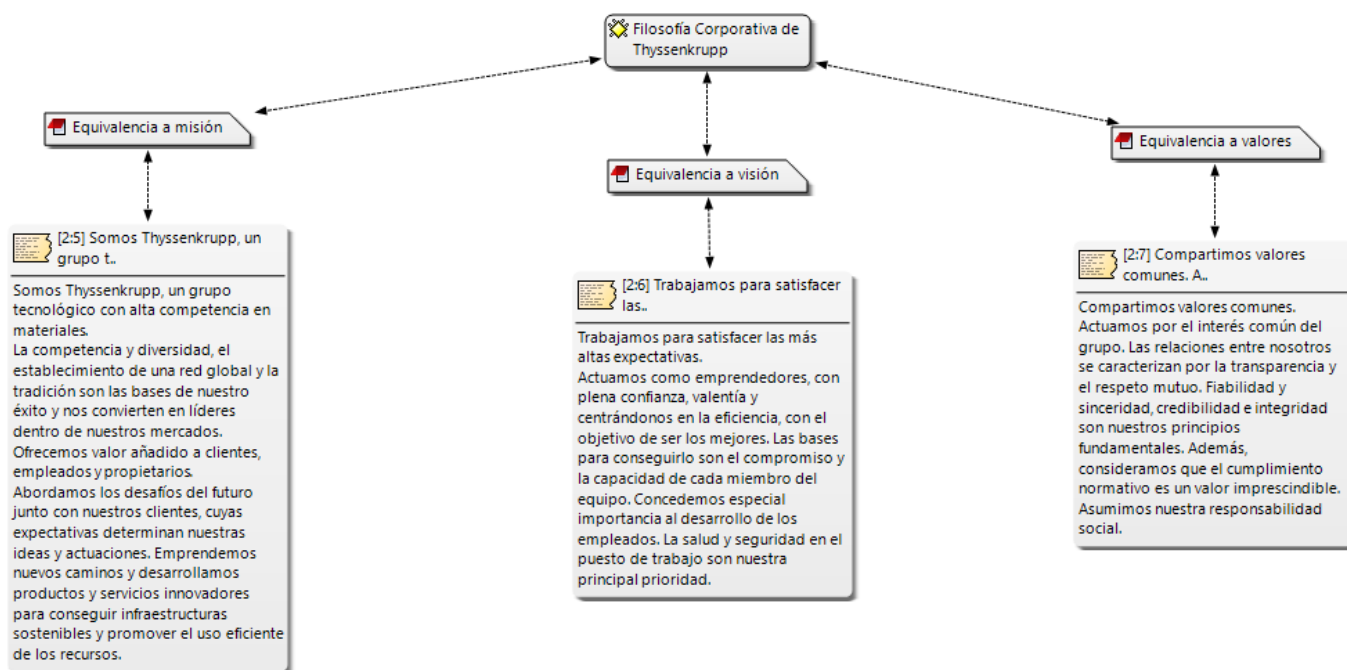 Filosofía Corporativa de
Thyssenkrupp
Equivalencia a misión
[2:5] Somos Thyssenkrupp, un
grupo t..
Somos Thyssenkrupp, un grupo
tecnológico con alta competencia en
materiales.
La competencia y diversidad, el
establecimiento de una red global y la
tradición son las bases de nuestro
éxito y nos convierten en líderes
dentro de nuestros mercados.
Ofrecemos valor añadido a clientes,
empleados y propietarios.
Abordamos los desafíos del futuro
junto con nuestros clientes, cuyas
expectativas determinan nuestras
ideas y actuaciones. Emprendemos
nuevos caminos y desarrollamos
productos y servicios innovadores
para conseguir infraestructuras
sostenibles y promover el uso eficiente
de los recursos.
Equivalencia a visión
[2:6] Trabajamos para satisfacer
las..
Trabajamos para satisfacer las más
altas expectativas.
Actuamos como emprendedores, con
plena confianza, valentía y
centrándonos en la eficiencia, con el
objetivo de ser los mejores. Las bases
para conseguirlo son el compromiso y
la capacidad de cada miembro del
equipo. Concedemos especial
importancia al desarrollo de los
empleados. La salud y seguridad en el
puesto de trabajo son nuestra
principal prioridad.
Equivalencia a valores
[2:7] Compartimos valores
comunes. A..
Compartimos valores comunes.
Actuamos por el interés común del
grupo. Las relaciones entre nosotros
se caracterizan por la transparencia y
el respeto mutuo. Fiabilidad y
sinceridad, credibilidad e integridad
son nuestros principios
fundamentales. Además,
consideramos que el cumplimiento
normativo es un valor imprescindible.
Asumimos nuestra responsabilidad
social.